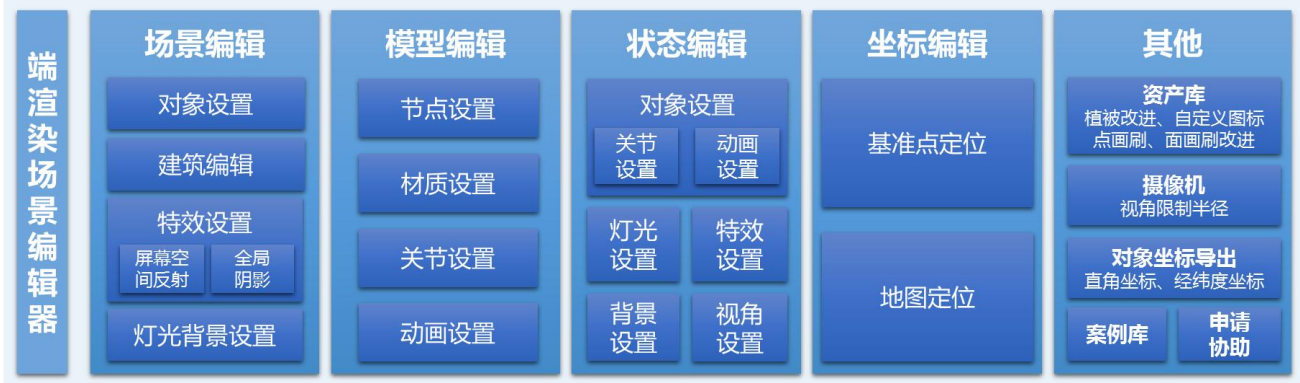 端渲染场景编辑器
场景编辑
对象设置
建筑编辑
特效设置
屏幕空
间反射
全局
阴影
灯光背景设置
模型编辑
节点设置
材质设置
关节设置
动画设置
状态编辑
对象设置
关节
设置
动画
设置
灯光
设置
特效
设置
背景
设置
视角
设置
坐标编辑
基准点定位
地图定位
其他
资产库
植被改进、自定义图标
点画刷、面画刷改进
摄像机
视角限制半径
对象坐标导出
直角坐标、经纬度坐标
案例库
申请
协助